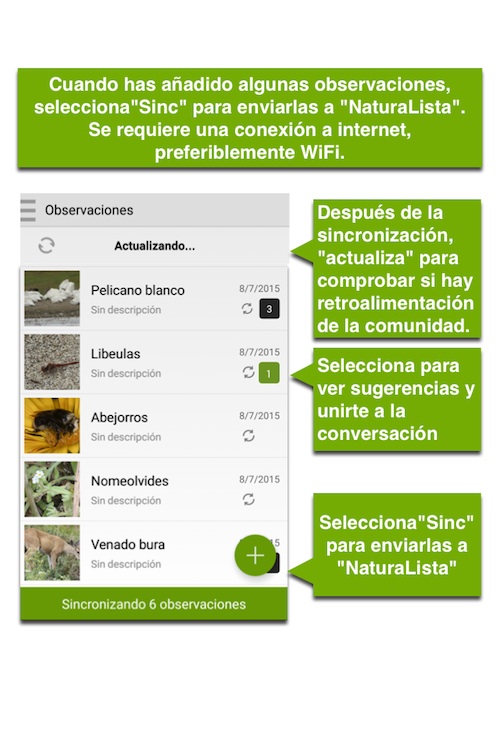 Cuando has añadido algunas observaciones,
selecciona"Sinc" para enviarlas a "NaturaLista".
Se requiere una conexión a internet,
preferiblemente WiFi.
Observaciones
Actualizando...
Después de la
sincronización,
"actualiza" para
comprobar si hay
retroalimentación
de la comunidad.
Pelicano blanco
8/7/2015
Sin descripción
3
Libeulas
8/7/2015
Sin descripción
1
Selecciona para
ver sugerencias y
unirte a la
conversación
Abejorros
8/7/2015
Sin descripción
Nomeolvides
8/7/2015
Sin descripción
Venado bura
Sin descripción
Selecciona"Sinc"
para enviarlas a
"NaturaLista"
Sincronizando 6 observaciones